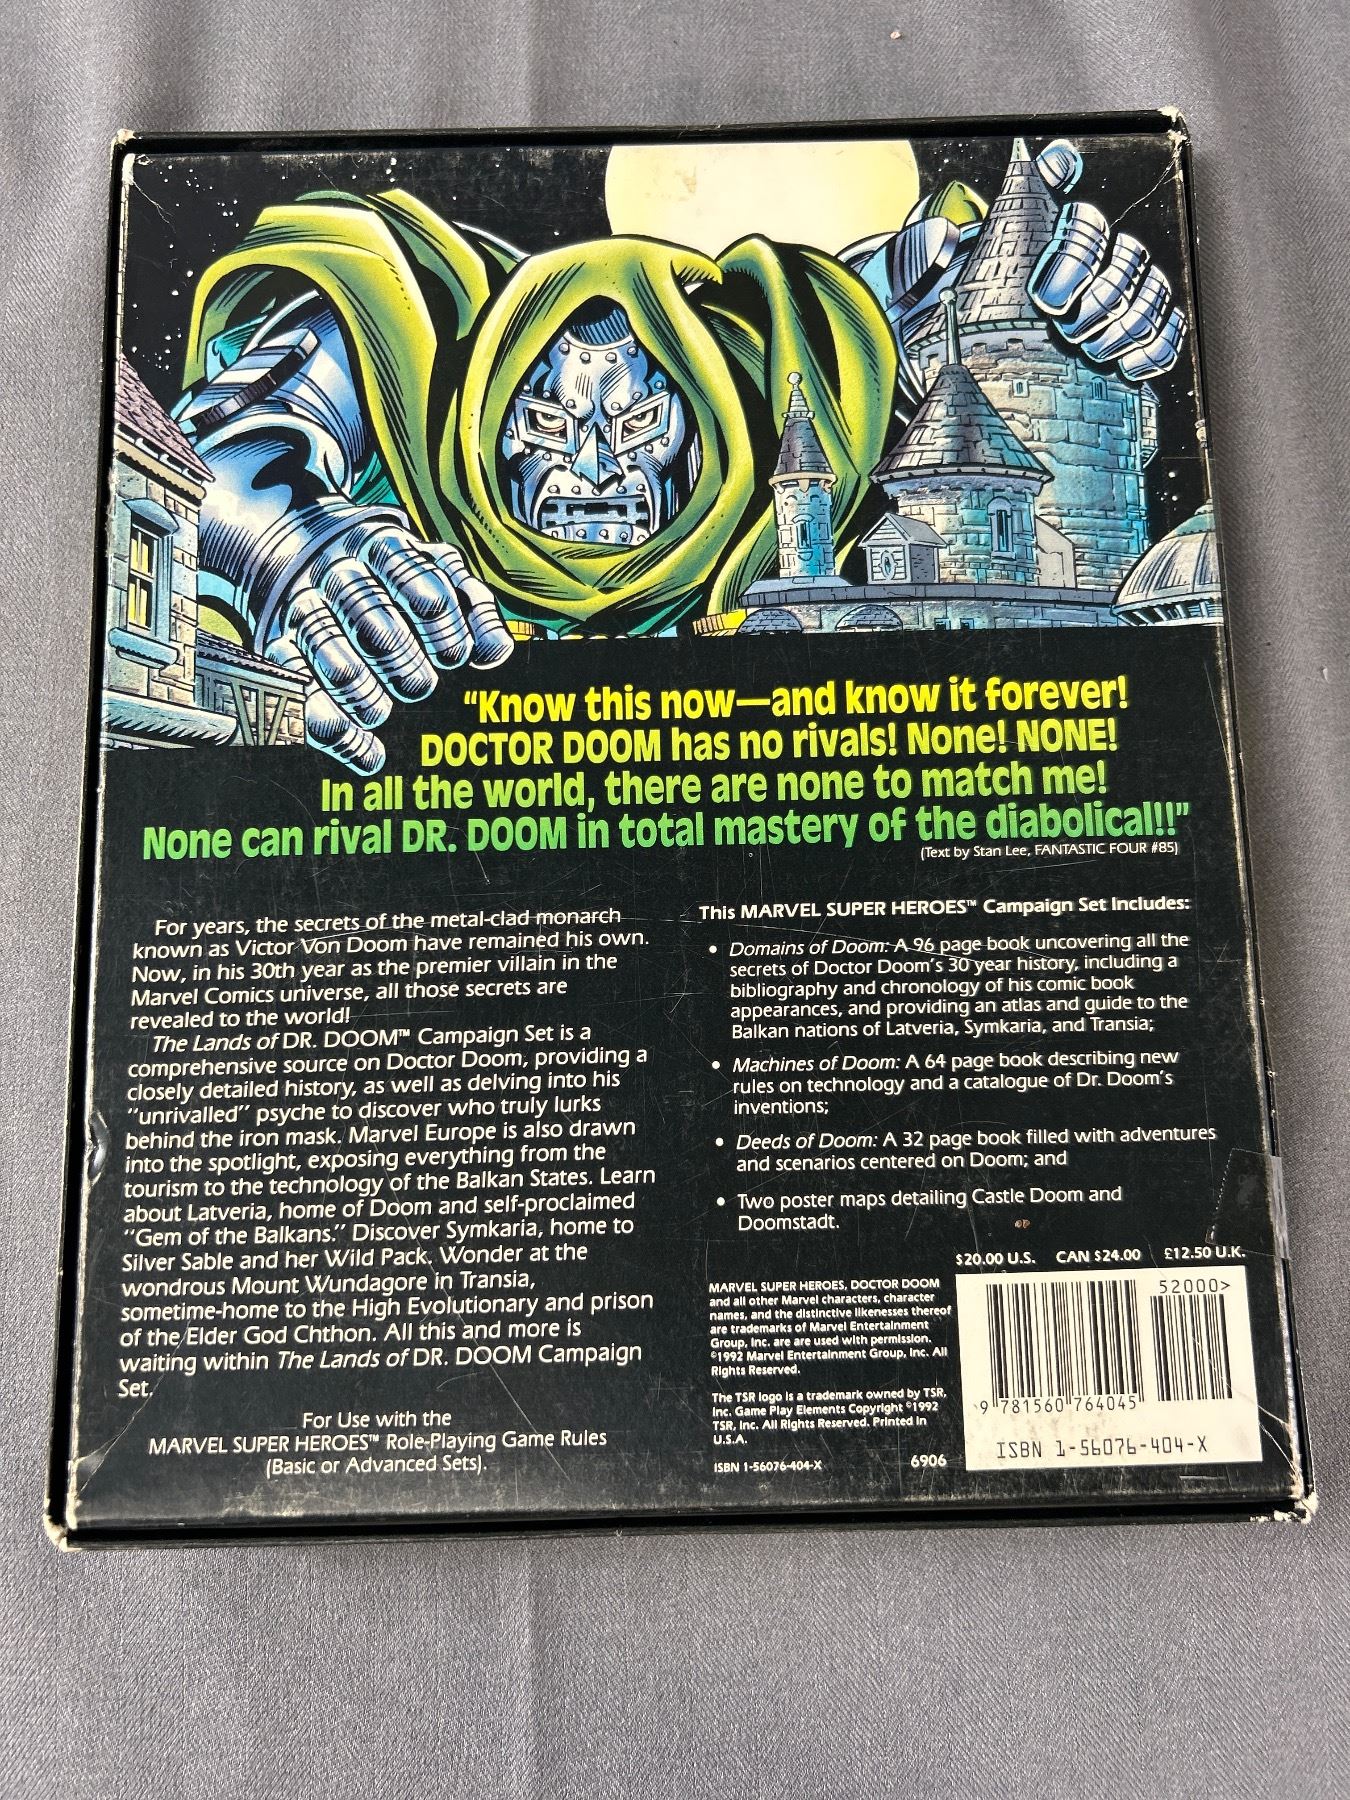 “Know this now—and know it forever!
DOCTOR DOOM has no rivals! None! NONE!
In all the world, there are none to match me!
None can rival DR. DOOM in total mastery of the diabolical!!”
(Text by Stan Lee, FANTASTIC FOUR #85)
For years, the secrets of the metal-clad monarch
known as Victor Von Doom have remained his own.
Now, in his 30th year as the premier villain in the
Marvel Comics universe, all those secrets are
revealed to the world!
The Lands of DR. DOOM™ Campaign Set is a
comprehensive source on Doctor Doom, providing a
closely detailed history, as well as delving into his
“unrivalled” psyche to discover who truly lurks
behind the iron mask. Marvel Europe is also drawn
into the spotlight, exposing everything from the
tourism to the technology of the Balkan States. Learn
about Latveria, home of Doom and self-proclaimed
“Gem of the Balkans.” Discover Symkaria, home to
Silver Sable and her Wild Pack. Wonder at the
wondrous Mount Wundagore in Transia,
sometime-home to the High Evolutionary and prison
of the Elder God Chthon. All this and more is
waiting within The Lands of DR. DOOM Campaign
Set.
For Use with the
MARVEL SUPER HEROES™ Role-Playing Game Rules
(Basic or Advanced Sets).
This MARVEL SUPER HEROES™ Campaign Set Includes:
• Domains of Doom: A 96 page book uncovering all the
secrets of Doctor Doom’s 30 year history, including a
bibliography and chronology of his comic book
appearances, and providing an atlas and guide to the
Balkan nations of Latveria, Symkaria, and Transia;
• Machines of Doom: A 64 page book describing new
rules on technology and a catalogue of Dr. Doom’s
inventions;
• Deeds of Doom: A 32 page book filled with adventures
and scenarios centered on Doom; and
• Two poster maps detailing Castle Doom and
Doomstadt.
$20.00 U.S. CAN $24.00 £12.50 U.K.
MARVEL SUPER HEROES, DOCTOR DOOM
and all other Marvel characters, character
names, and the distinctive likenesses thereof
are trademarks of Marvel Entertainment
Group, Inc. are are used with permission.
©1992 Marvel Entertainment Group, Inc. All
Rights Reserved.
The TSR logo is a trademark owned by TSR,
Inc. Game Play Elements Copyright ©1992
TSR, Inc. All Rights Reserved. Printed in
U.S.A.
ISBN 1-56076-404-X 6906
52000>
9 781560 764045
ISBN 1-56076-404-X